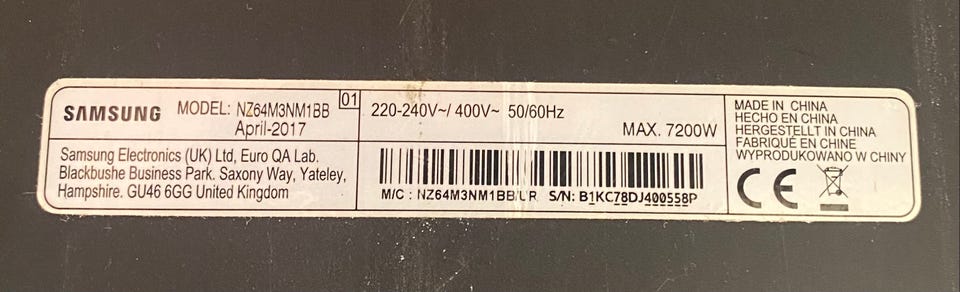 SAMSUNG MODEL: NZ64M3NM1BB 01
April-2017
Samsung Electronics (UK) Ltd, Euro QA Lab.
Blackbushe Business Park. Saxony Way, Yateley,
Hampshire. GU46 6GG United Kingdom
220-240V~/ 400V~ 50/60Hz
MAX. 7200W
M/C : NZ64M3NM1BB/UR S/N: B1KC78DJ400558P
MADE IN CHINA
HECHO EN CHINA
HERGESTELLT IN CHINA
FABRIQUÉ EN CHINE
WYPRODUKOWANO W CHINY
CE